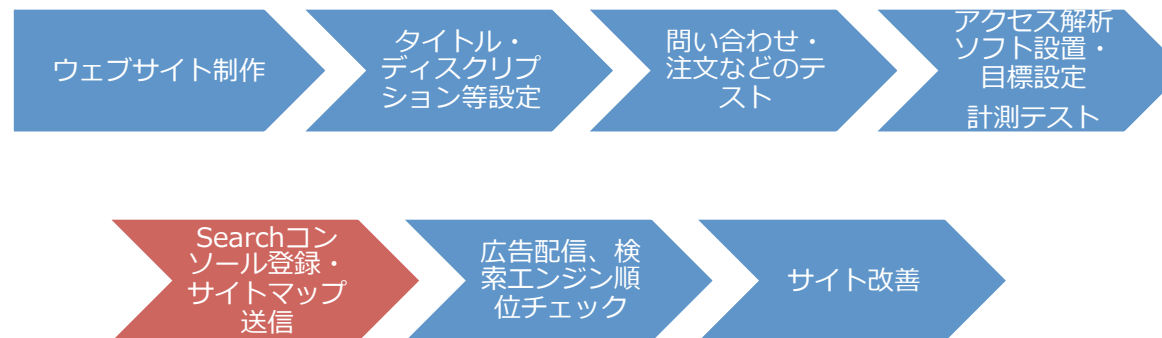 ウェブサイト制作
タイトル・
ディスクリプ
ション等設定
問い合わせ・
注文などのテ
スト
アクセス解析
ソフト設置・
目標設定
計測テスト
Searchコン
ソール登録・
サイトマップ
送信
広告配信、検
索エンジン順
位チェック
サイト改善